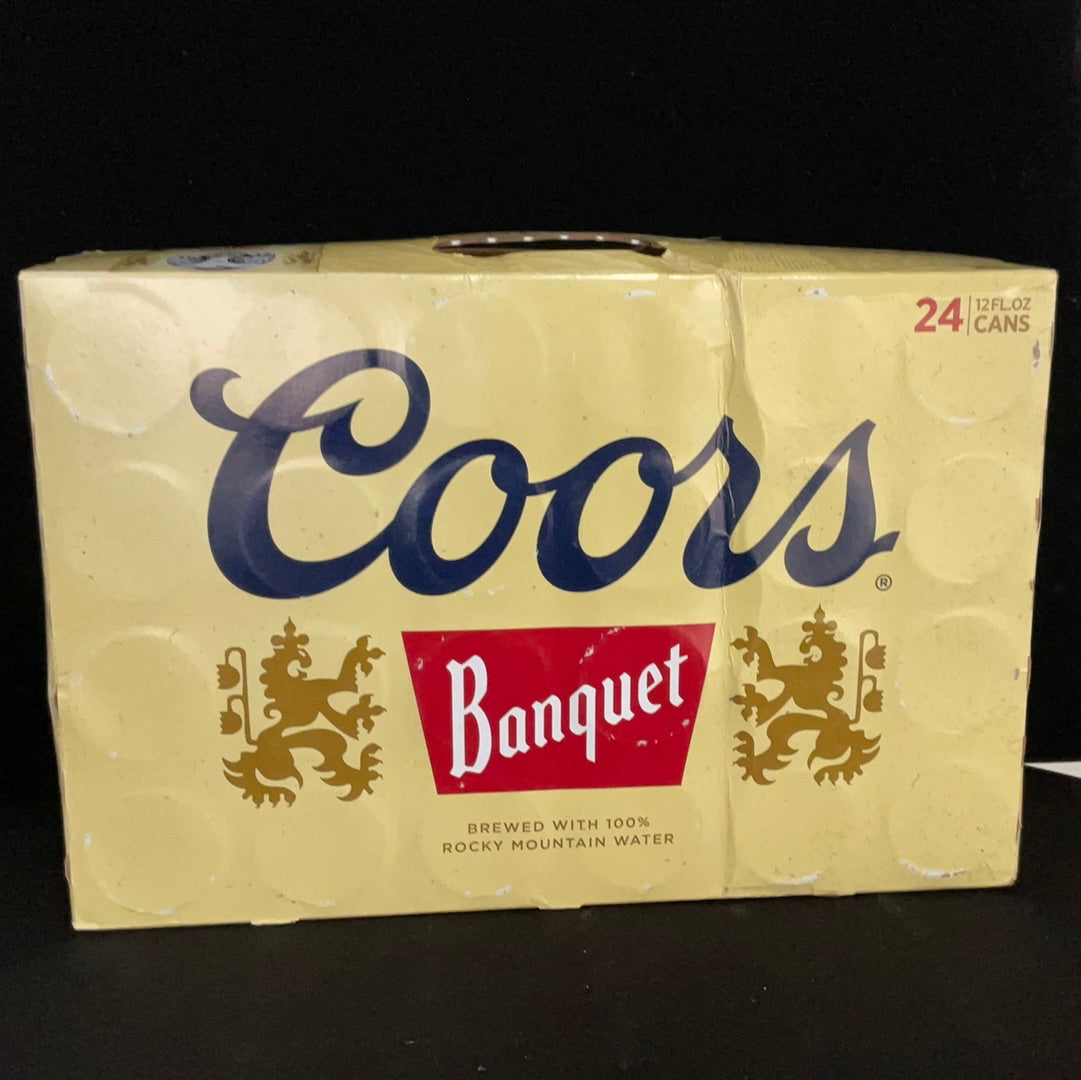 24
12 FL.OZ
CANS
Coors
®
Banquet
BREWED WITH 100%
ROCKY MOUNTAIN WATER